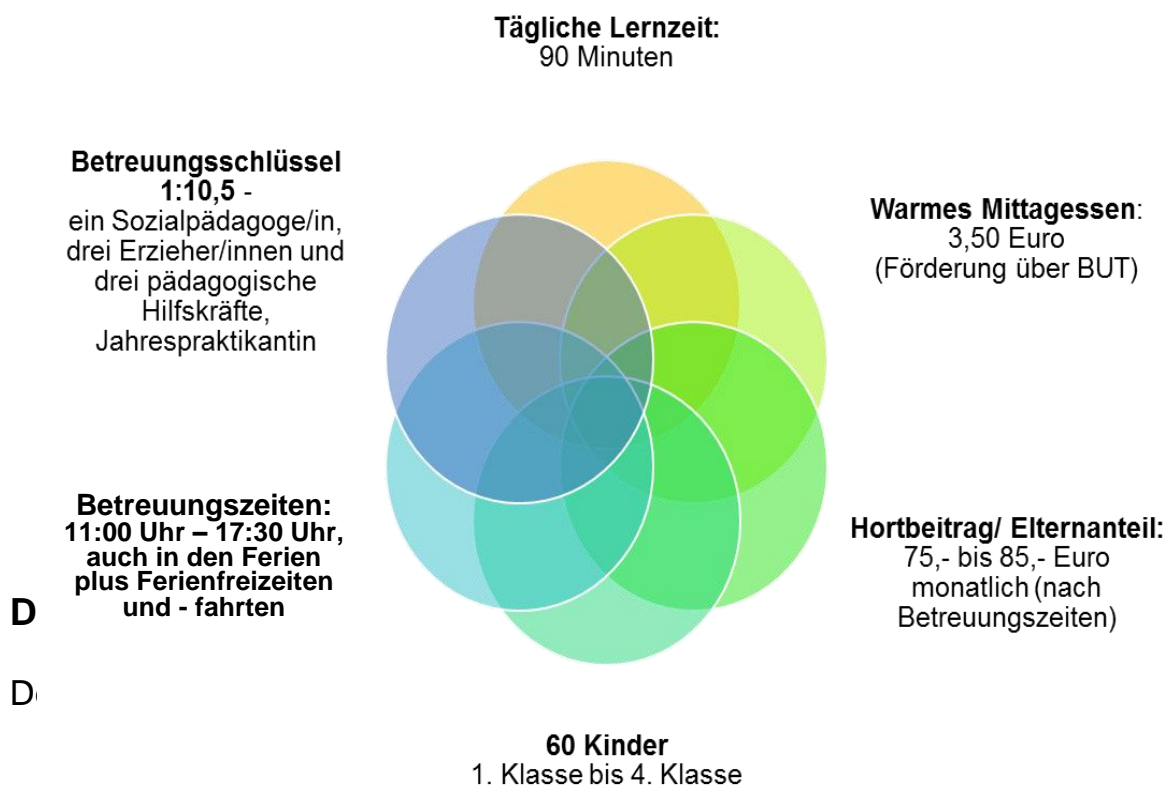 Tägliche Lernzeit:
90 Minuten
Betreuungsschlüssel
1:10,5 -
ein Sozialpädagoge/in,
drei Erzieher/innen und
drei pädagogische
Hilfskräfte,
Jahrespraktikantin
Warmes Mittagessen:
3,50 Euro
(Förderung über BUT)
Betreuungszeiten:
11:00 Uhr – 17:30 Uhr,
auch in den Ferien
plus Ferienfreizeiten
und - fahrten
Hortbeitrag/ Elternanteil:
75,- bis 85,- Euro
monatlich (nach
Betreuungszeiten)
60 Kinder
1. Klasse bis 4. Klasse